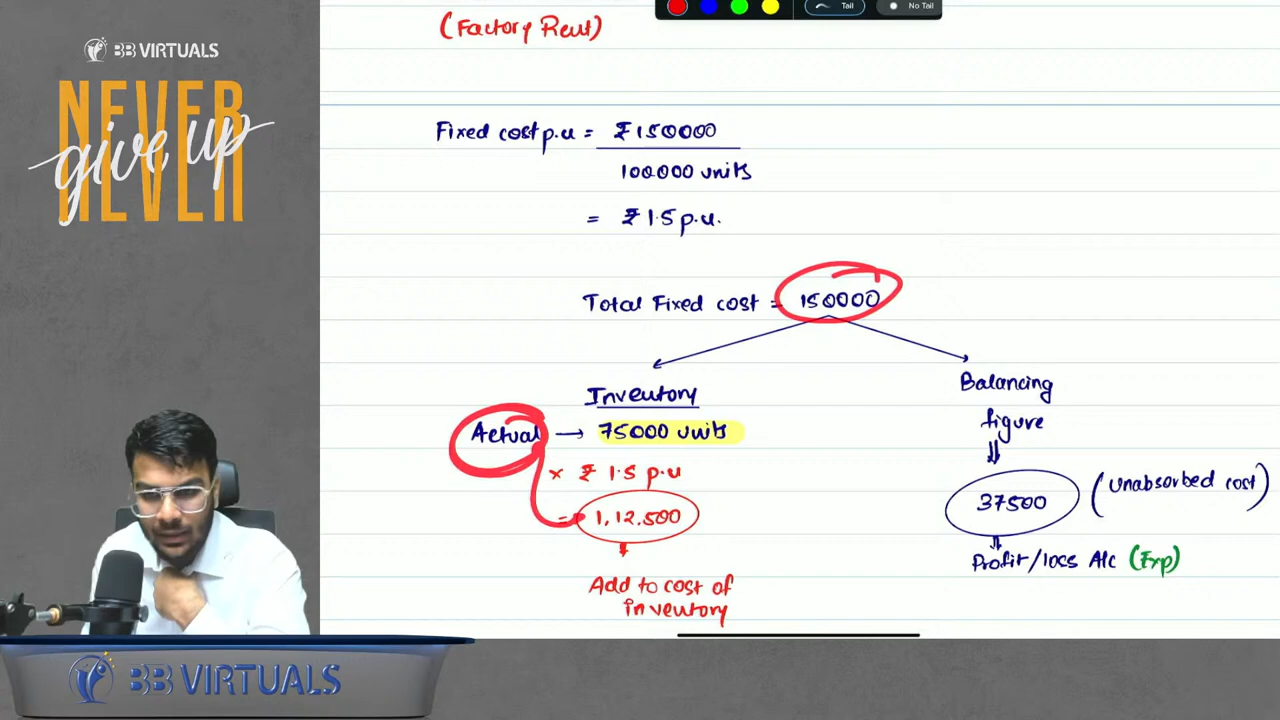 BB VIRTUALS
NEVER
give up
NEVER
Tail
No Tail
(Factory Rent)
Fixed cost p.u = ₹150000
100000 units
= ₹1.5 p.u.
Total Fixed cost = 150000
Inventory
Actual → 75000 units
× ₹ 1.5 p.u
= 1,12,500
Add to cost of
inventory
Balancing
figure
37500 (unabsorbed cost)
Profit/loss A/c (Exp)
BB VIRTUALS